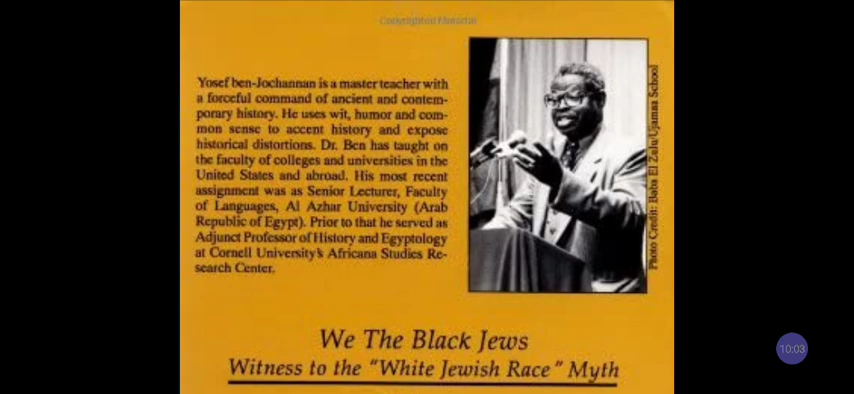 Copyrighted Material
Yosef ben-Jochannan is a master teacher with
a forceful command of ancient and contem-
porary history. He uses wit, humor and com-
mon sense to accent history and expose
historical distortions. Dr. Ben has taught on
the faculty of colleges and universities in the
United States and abroad. His most recent
assignment was as Senior Lecturer, Faculty
of Languages, Al Azhar University (Arab
Republic of Egypt). Prior to that he served as
Adjunct Professor of History and Egyptology
at Cornell University's Africana Studies Re-
search Center.
Photo Credit: Baba El Zulu/Ujamaa School
We The Black Jews
Witness to the "White Jewish Race" Myth
10:03